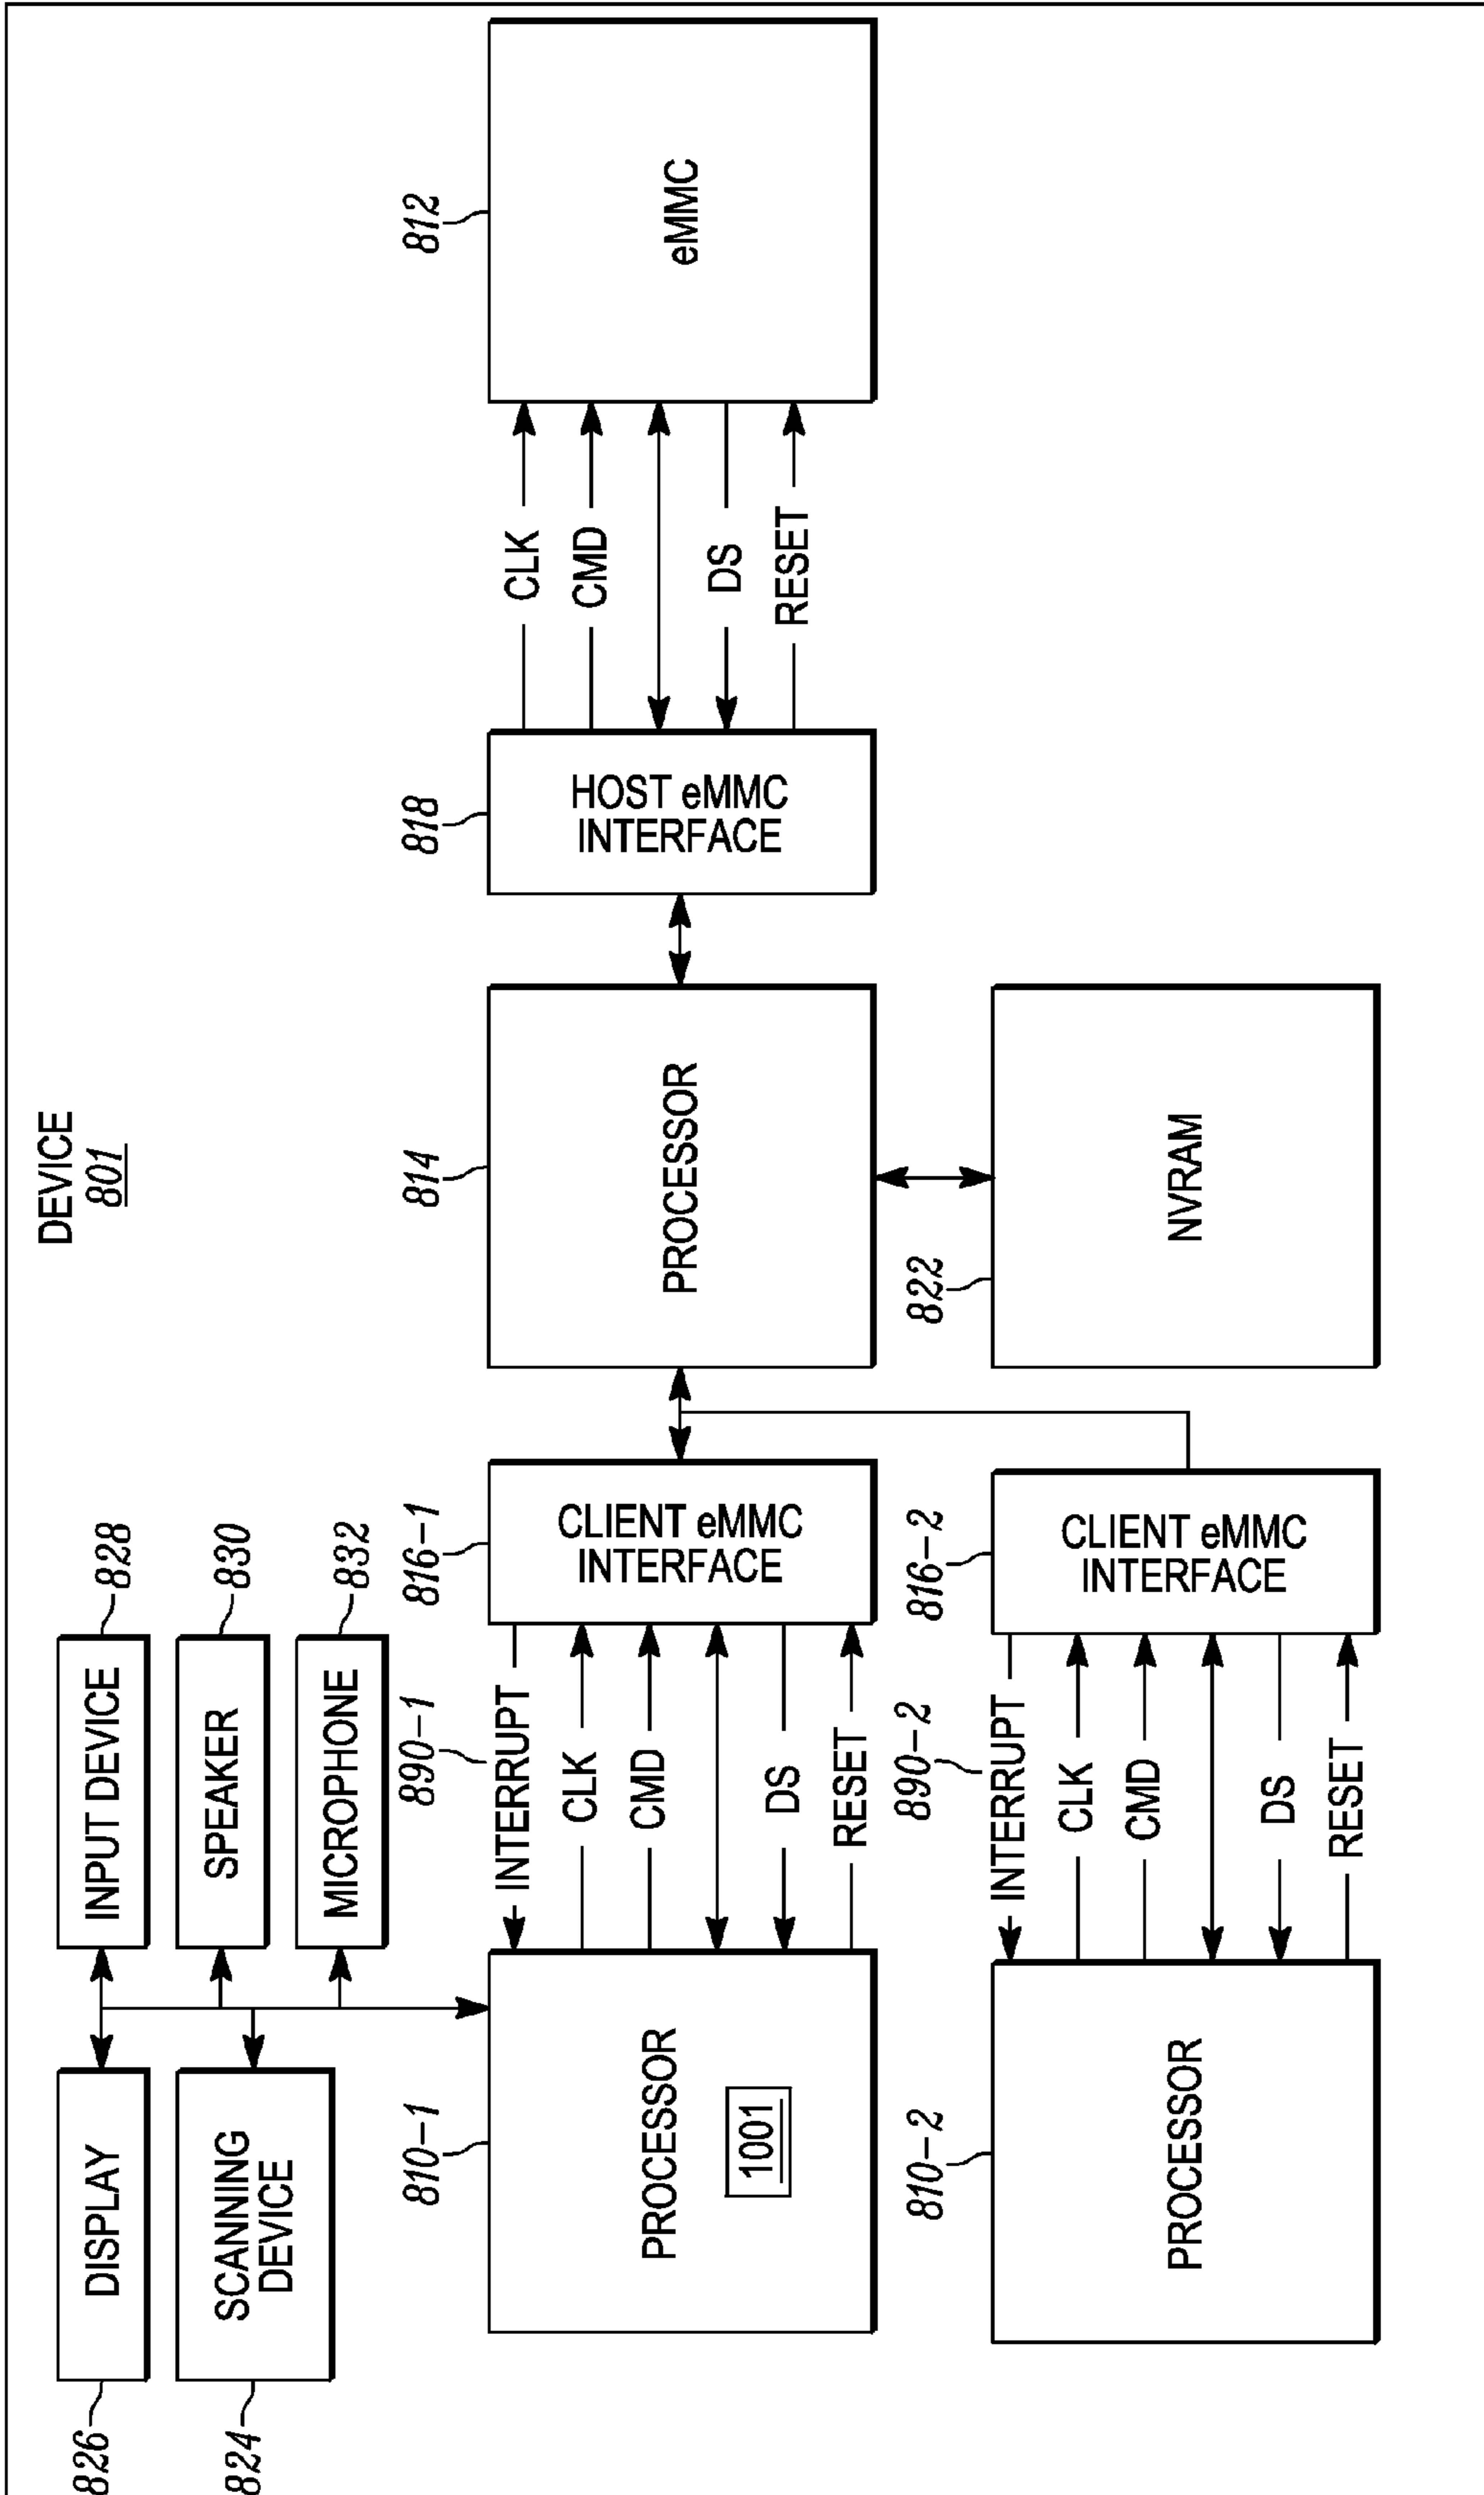 DEVICE
801
826
DISPLAY
INPUT DEVICE
828
824
SCANNING
DEVICE
SPEAKER
830
MICROPHONE
832
810-1
PROCESSOR
1001
890-1
INTERRUPT
CLK
CMD
DS
RESET
816-1
CLIENT eMMC
INTERFACE
814
PROCESSOR
818
HOST eMMC
INTERFACE
CLK
CMD
DS
RESET
812
eMMC
810-2
PROCESSOR
890-2
INTERRUPT
CLK
CMD
DS
RESET
816-2
CLIENT eMMC
INTERFACE
822
NVRAM